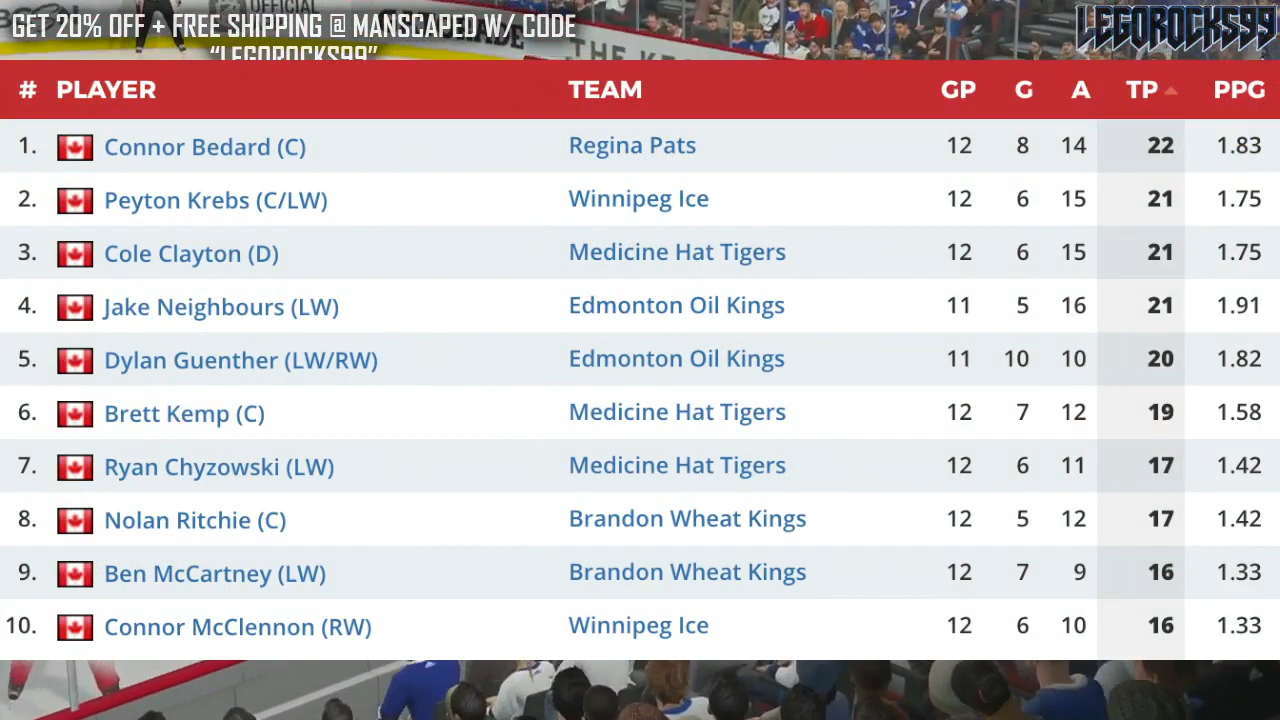 OFFICIAL
GET 20% OFF + FREE SHIPPING @ MANSCAPED W/ CODE
"LEGOROCKS99"
THE
LEGOROCKS99
# PLAYER TEAM GP G A TP PPG
1. Connor Bedard (C) Regina Pats 12 8 14 22 1.83
2. Peyton Krebs (C/LW) Winnipeg Ice 12 6 15 21 1.75
3. Cole Clayton (D) Medicine Hat Tigers 12 6 15 21 1.75
4. Jake Neighbours (LW) Edmonton Oil Kings 11 5 16 21 1.91
5. Dylan Guenther (LW/RW) Edmonton Oil Kings 11 10 10 20 1.82
6. Brett Kemp (C) Medicine Hat Tigers 12 7 12 19 1.58
7. Ryan Chyzowski (LW) Medicine Hat Tigers 12 6 11 17 1.42
8. Nolan Ritchie (C) Brandon Wheat Kings 12 5 12 17 1.42
9. Ben McCartney (LW) Brandon Wheat Kings 12 7 9 16 1.33
10. Connor McClennon (RW) Winnipeg Ice 12 6 10 16 1.33